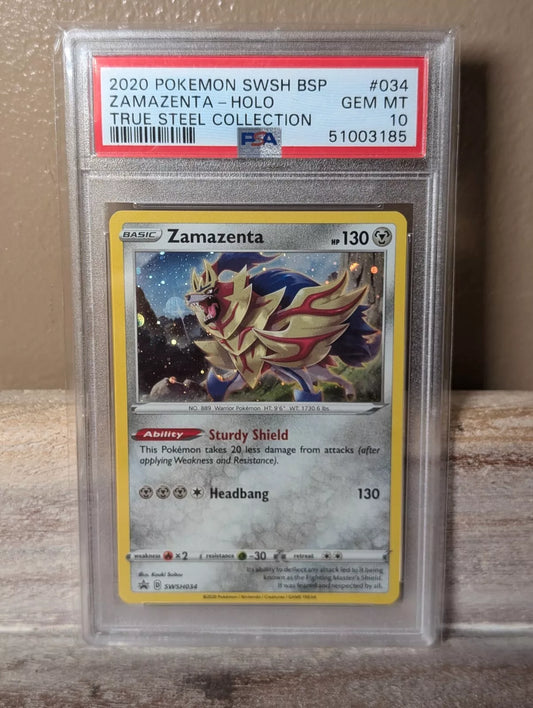 2020 POKEMON SWSH BSP #034
ZAMAZENTA - HOLO GEM MT
TRUE STEEL COLLECTION 10
PSA 51003185
BASIC Zamazenta HP 130
NO. 889 Warrior Pokémon HT: 9'6" WT: 1730.6 lbs
Ability Sturdy Shield
This Pokémon takes 20 less damage from attacks (after
applying Weakness and Resistance).
Headbang 130
weakness ×2 resistance -30 retreat
Its ability to deflect any attack led to it being
known as the Fighting Master's Shield.
It was feared and respected by all.
Illus. Kouki Saitou
D SWSH034
©2020 Pokémon / Nintendo / Creatures / GAME FREAK